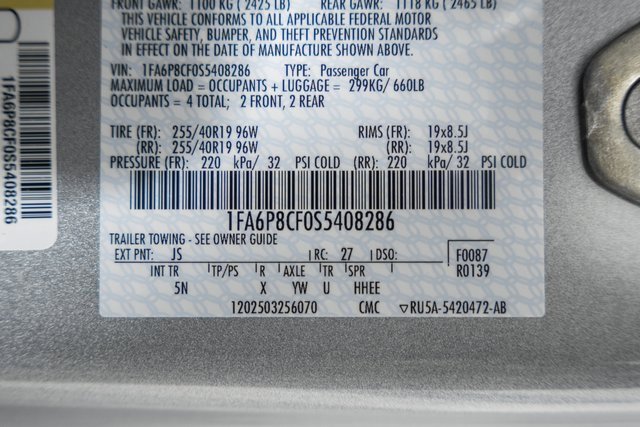 FRONT GAWR: 1100 KG ( 2425 LB) REAR GAWR: 1118 KG ( 2465 LB)
THIS VEHICLE CONFORMS TO ALL APPLICABLE FEDERAL MOTOR
VEHICLE SAFETY, BUMPER, AND THEFT PREVENTION STANDARDS
IN EFFECT ON THE DATE OF MANUFACTURE SHOWN ABOVE.
VIN: 1FA6P8CF0S5408286 TYPE: Passenger Car
MAXIMUM LOAD = OCCUPANTS + LUGGAGE = 299KG/ 660LB
OCCUPANTS = 4 TOTAL; 2 FRONT, 2 REAR
TIRE (FR): 255/40R19 96W RIMS (FR): 19x8.5J
(RR): 255/40R19 96W (RR): 19x8.5J
PRESSURE (FR): 220 kPa/ 32 PSI COLD (RR): 220 kPa/ 32 PSI COLD
1FA6P8CF0S5408286
TRAILER TOWING - SEE OWNER GUIDE
EXT PNT: JS RC: 27 DSO: F0087
INT TR TP/PS R AXLE TR SPR R0139
5N X YW U HHEE
1202503256070 CMC ▽RU5A-5420472-AB
1FA6P8CF0S5408286